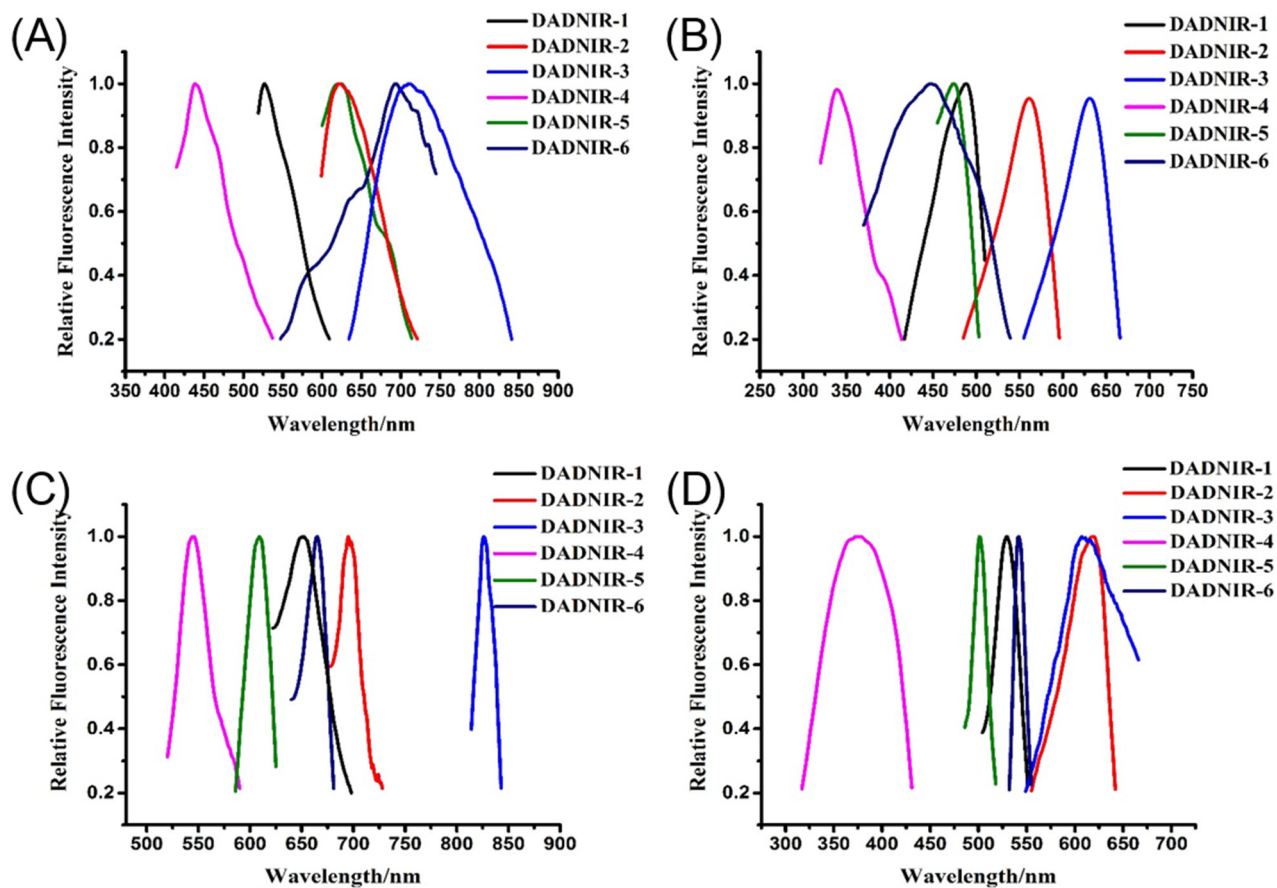 (A)
DADNIR-1
DADNIR-2
DADNIR-3
DADNIR-4
DADNIR-5
DADNIR-6
Relative Fluorescence Intensity
1.0
0.8
0.6
0.4
0.2
350 400 450 500 550 600 650 700 750 800 850 900
Wavelength/nm
(B)
DADNIR-1
DADNIR-2
DADNIR-3
DADNIR-4
DADNIR-5
DADNIR-6
Relative Fluorescence Intensity
1.0
0.8
0.6
0.4
0.2
250 300 350 400 450 500 550 600 650 700 750
Wavelength/nm
(C)
DADNIR-1
DADNIR-2
DADNIR-3
DADNIR-4
DADNIR-5
DADNIR-6
Relative Fluorescence Intensity
1.0
0.8
0.6
0.4
0.2
500 550 600 650 700 750 800 850 900
Wavelength/nm
(D)
DADNIR-1
DADNIR-2
DADNIR-3
DADNIR-4
DADNIR-5
DADNIR-6
Relative Fluorescence Intensity
1.0
0.8
0.6
0.4
0.2
300 350 400 450 500 550 600 650 700
Wavelength/nm